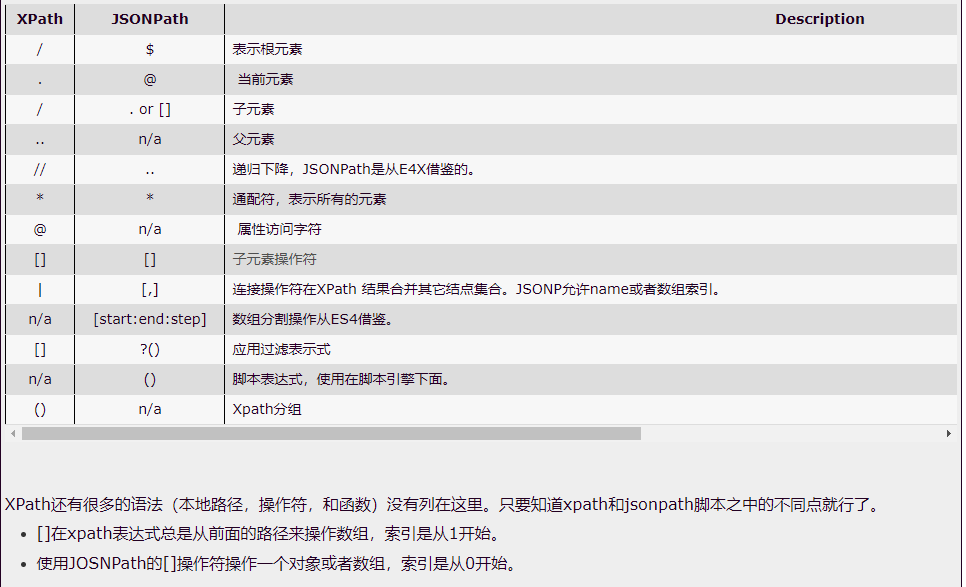 XPath JSONPath Description
/ $ 表示根元素
. @ 当前元素
/ . or [] 子元素
.. n/a 父元素
// .. 递归下降，JSONPath是从E4X借鉴的。
* * 通配符，表示所有的元素
@ n/a 属性访问字符
[] [] 子元素操作符
| [,] 连接操作符在XPath 结果合并其它结点集合。JSONP允许name或者数组索引。
n/a [start:end:step] 数组分割操作从ES4借鉴。
[] ?() 应用过滤表示式
n/a () 脚本表达式，使用在脚本引擎下面。
() n/a Xpath分组
XPath还有很多的语法（本地路径，操作符，和函数）没有列在这里。只要知道xpath和jsonpath脚本之中的不同点就行了。
• []在xpath表达式总是从前面的路径来操作数组，索引是从1开始。
• 使用JOSNPath的[]操作符操作一个对象或者数组，索引是从0开始。